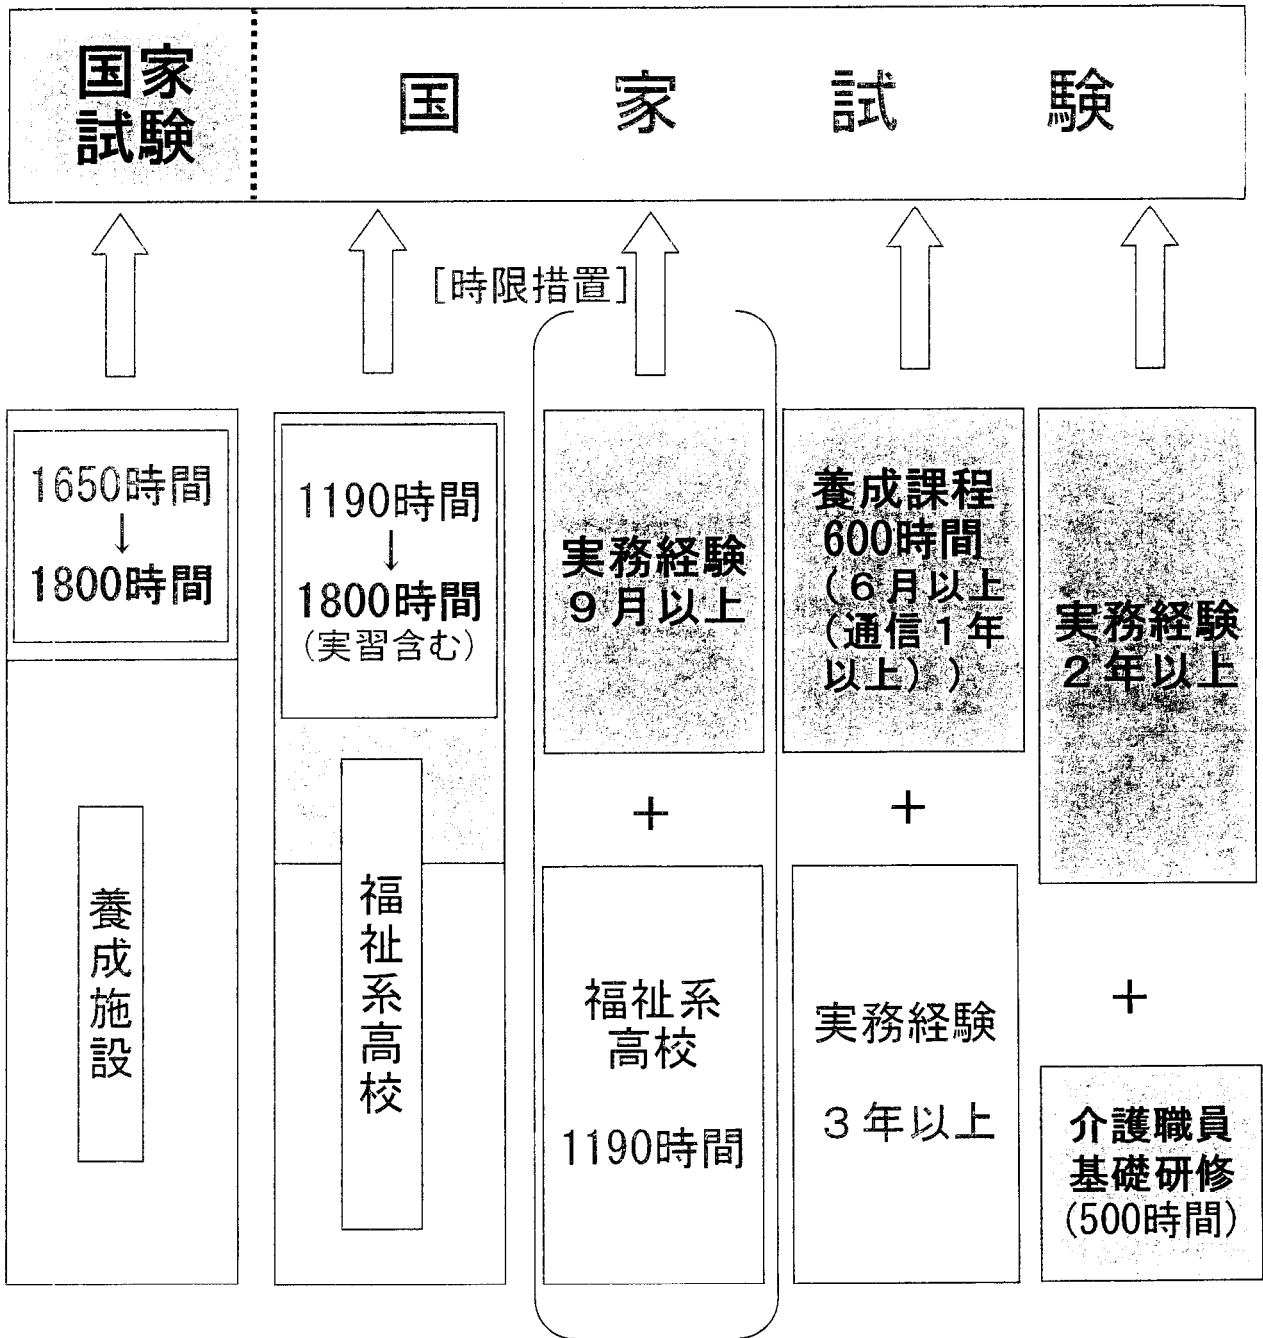 国家
試験
国家試験
[時限措置]
1650時間
↓
1800時間
養成施設
1190時間
↓
1800時間
(実習含む)
福祉系高校
実務経験
９月以上
＋
福祉系
高校
1190時間
養成課程
600時間
(６月以上
(通信１年
以上))
＋
実務経験
３年以上
実務経験
２年以上
＋
介護職員
基礎研修
(500時間)